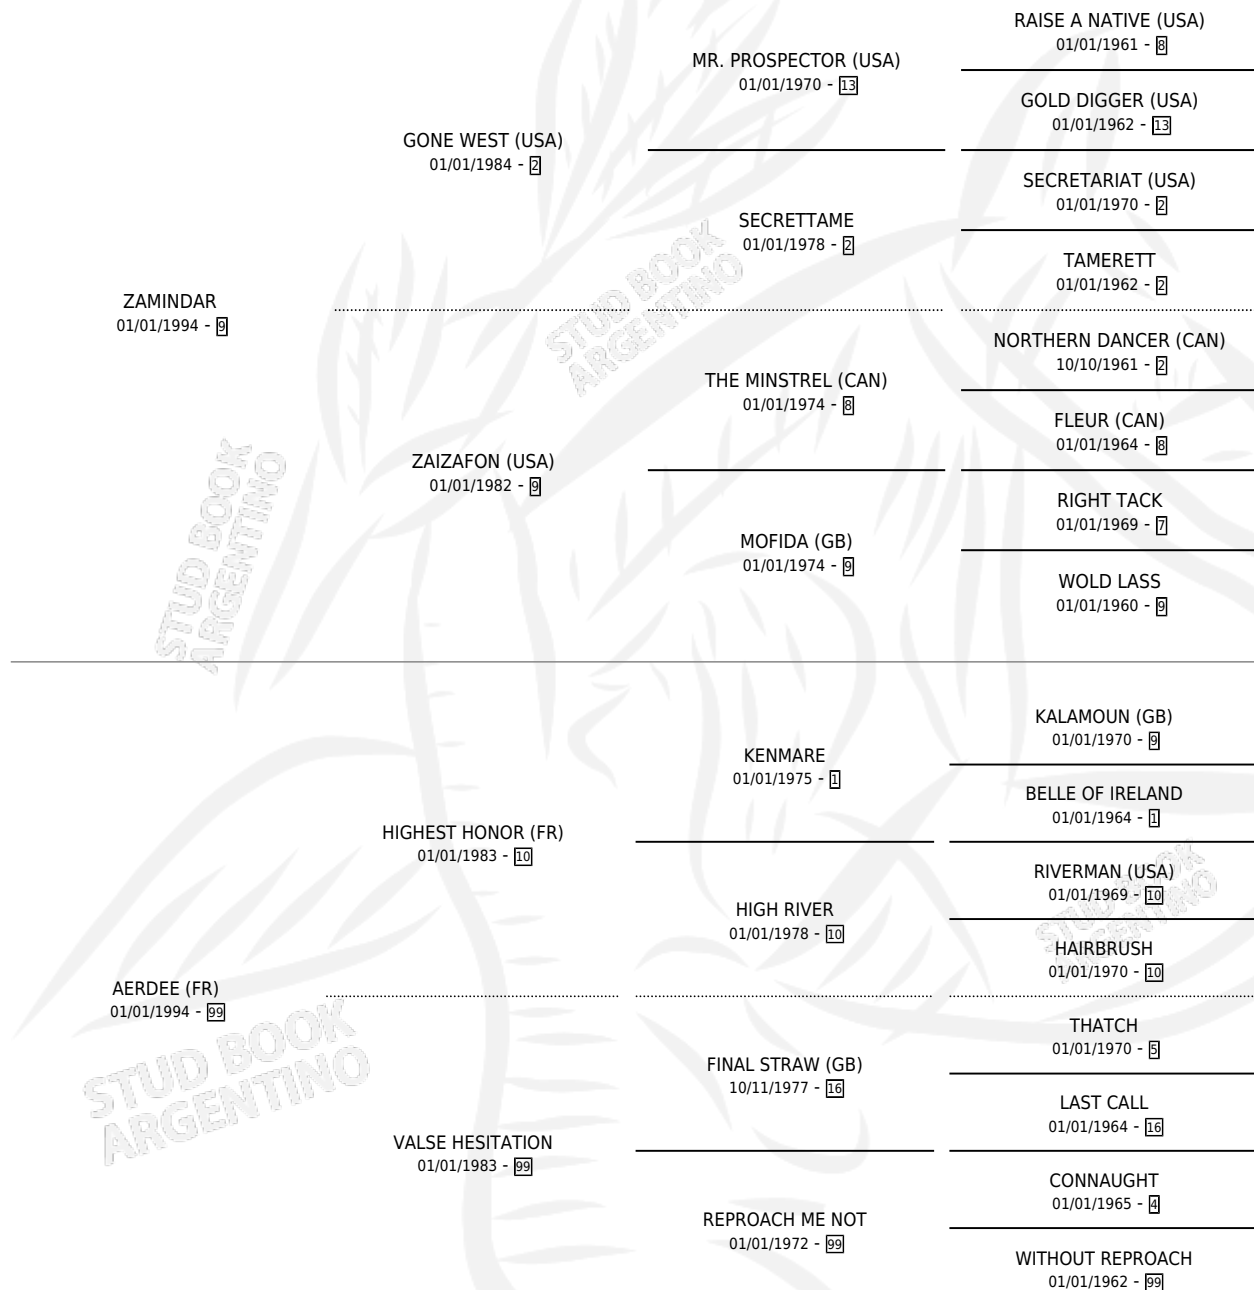 RAISE A NATIVE (USA)
01/01/1961 - 8
MR. PROSPECTOR (USA)
01/01/1970 - 13
GOLD DIGGER (USA)
01/01/1962 - 13
GONE WEST (USA)
01/01/1984 - 2
SECRETARIAT (USA)
01/01/1970 - 2
SECRETTAME
01/01/1978 - 2
TAMERETT
01/01/1962 - 2
STUD BOOK
ARGENTINO
ZAMINDAR
01/01/1994 - 9
NORTHERN DANCER (CAN)
10/10/1961 - 2
THE MINSTREL (CAN)
01/01/1974 - 8
FLEUR (CAN)
01/01/1964 - 8
ZAIZAFON (USA)
01/01/1982 - 9
RIGHT TACK
01/01/1969 - 7
MOFIDA (GB)
01/01/1974 - 9
WOLD LASS
01/01/1960 - 9
STUD BOOK
ARGENTINO
KALAMOUN (GB)
01/01/1970 - 9
KENMARE
01/01/1975 - 1
BELLE OF IRELAND
01/01/1964 - 1
HIGHEST HONOR (FR)
01/01/1983 - 10
RIVERMAN (USA)
01/01/1969 - 10
HIGH RIVER
01/01/1978 - 10
HAIRBRUSH
01/01/1970 - 10
STUD BOOK
ARGENTINO
AERDEE (FR)
01/01/1994 - 99
THATCH
01/01/1970 - 5
FINAL STRAW (GB)
10/11/1977 - 16
LAST CALL
01/01/1964 - 16
STUD BOOK
ARGENTINO
VALSE HESITATION
01/01/1983 - 99
CONNAUGHT
01/01/1965 - 4
REPROACH ME NOT
01/01/1972 - 99
WITHOUT REPROACH
01/01/1962 - 99